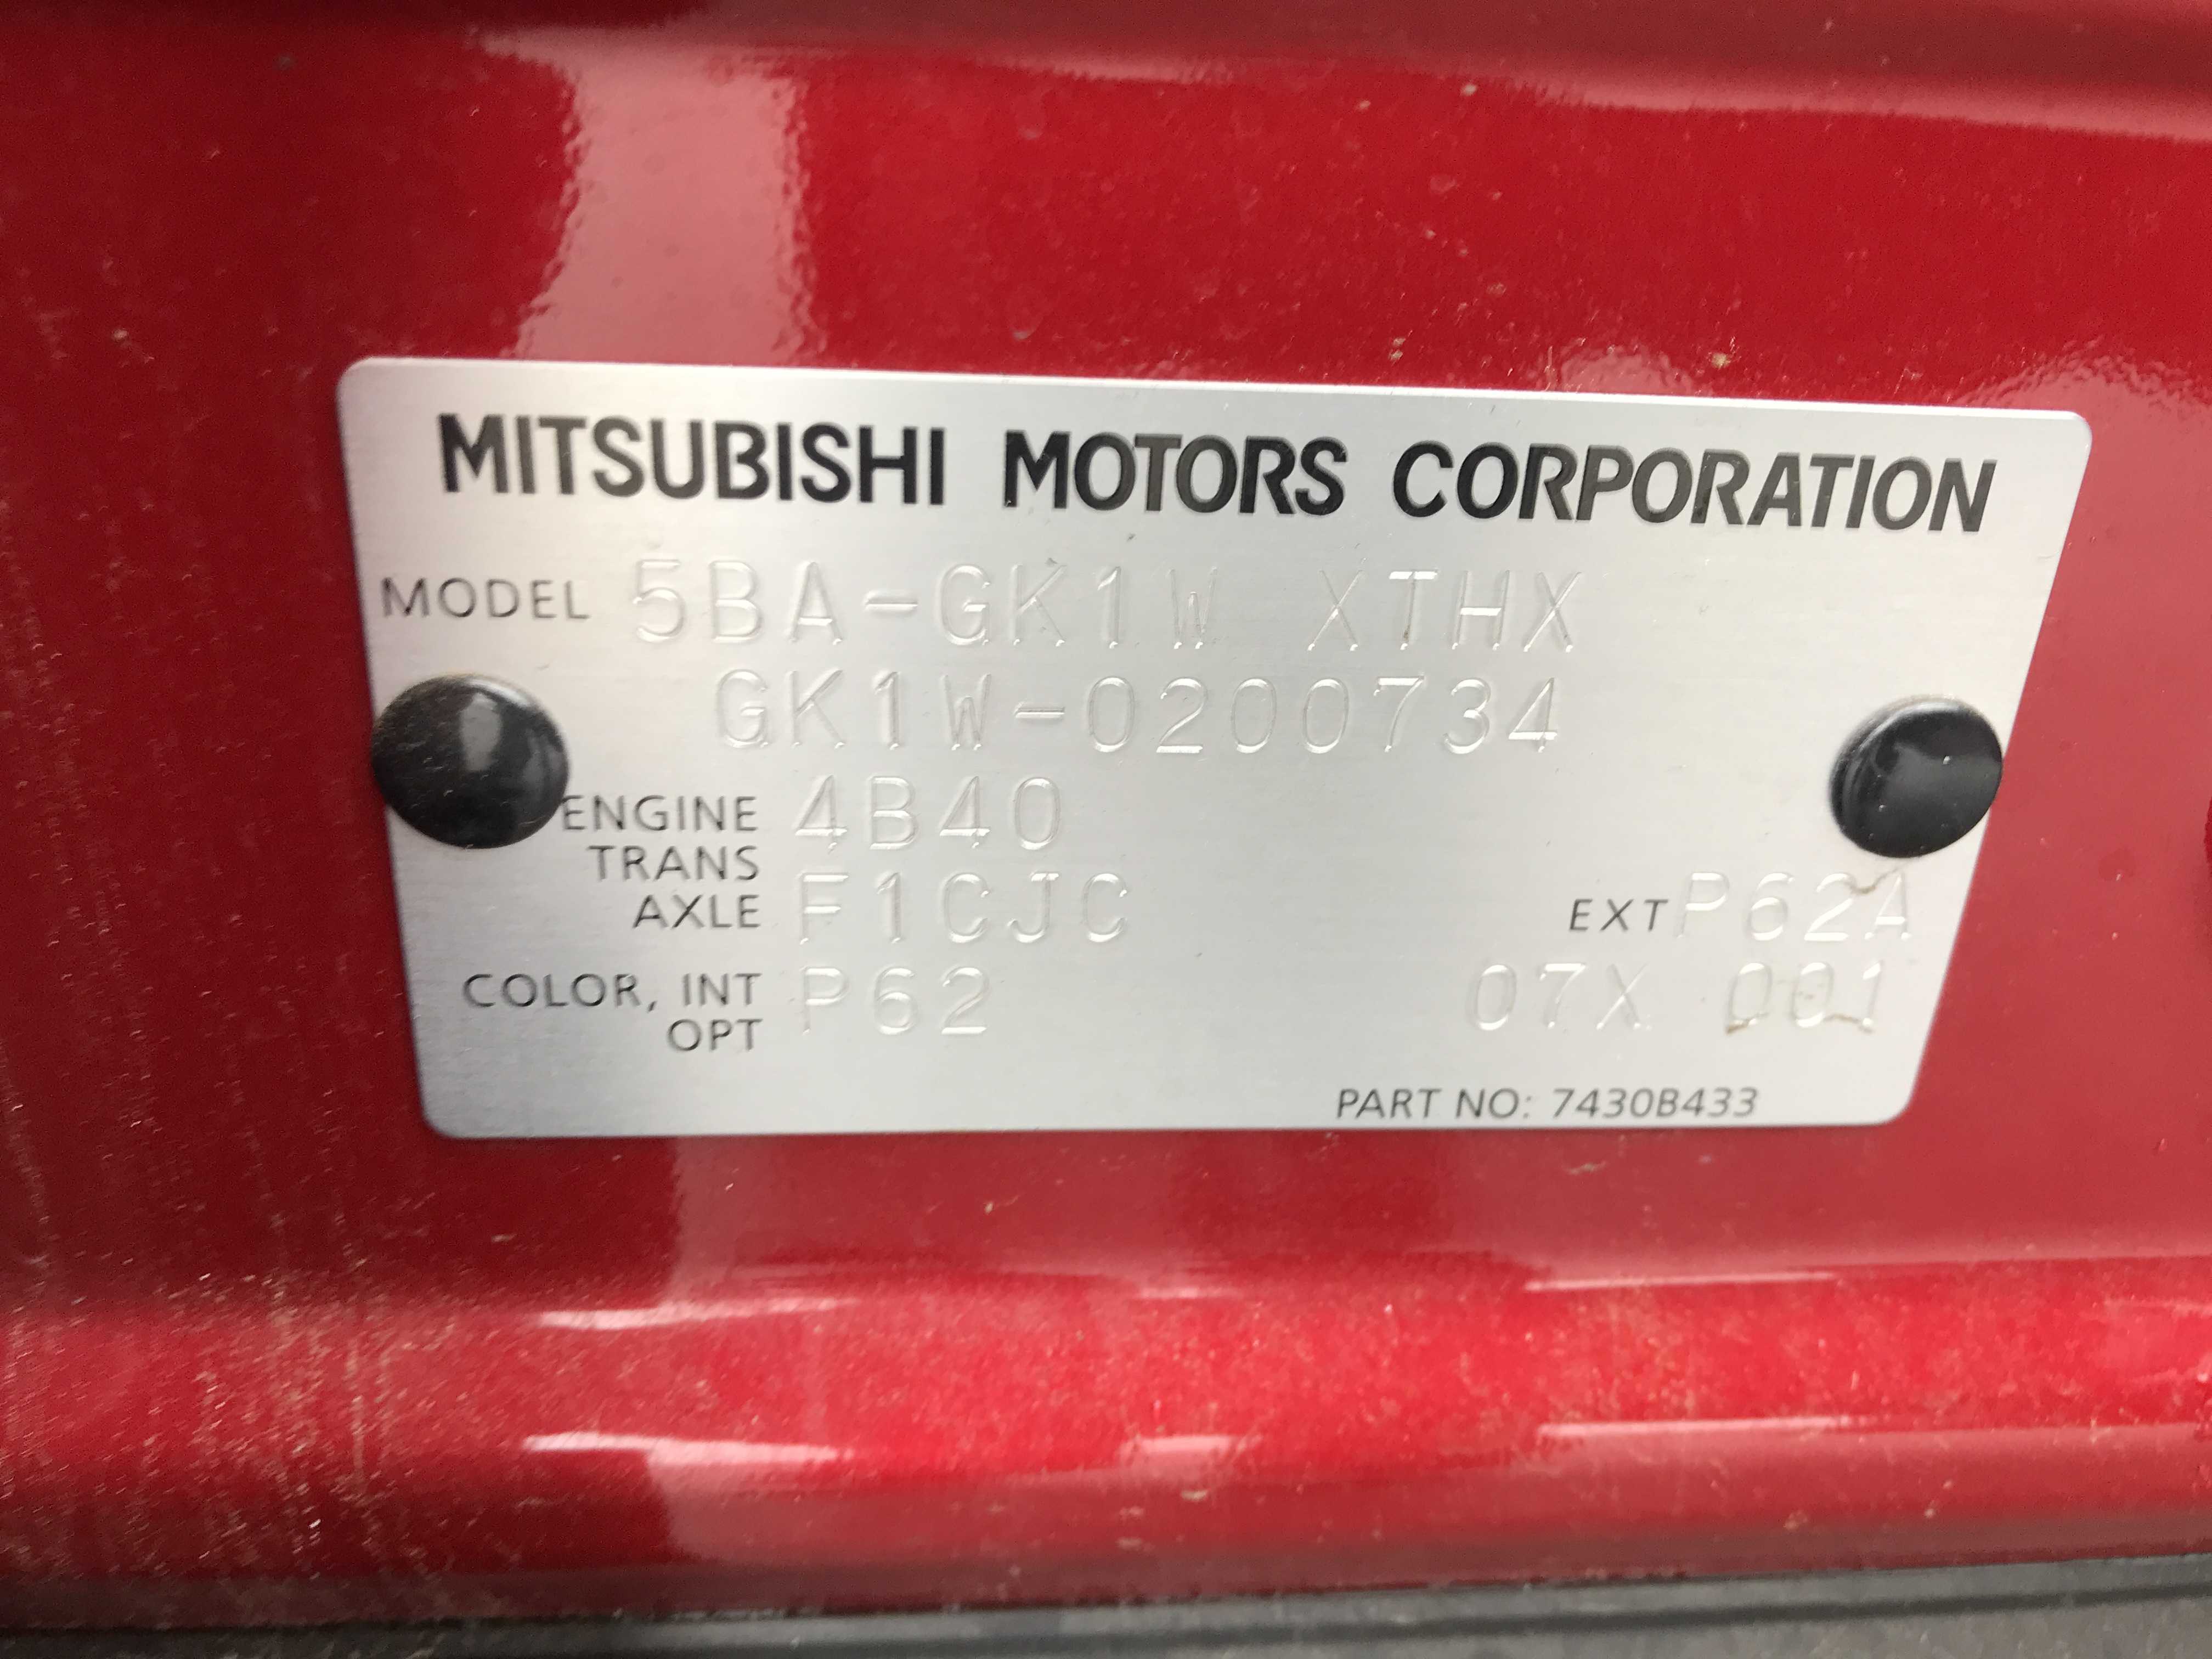 MITSUBISHI MOTORS CORPORATION
MODEL 5BA-GK1W XTHX
GK1W-0200734
ENGINE 4B40
TRANS
AXLE F1CJC EXT P62A
COLOR, INT P62 07X 001
OPT
PART NO: 7430B433